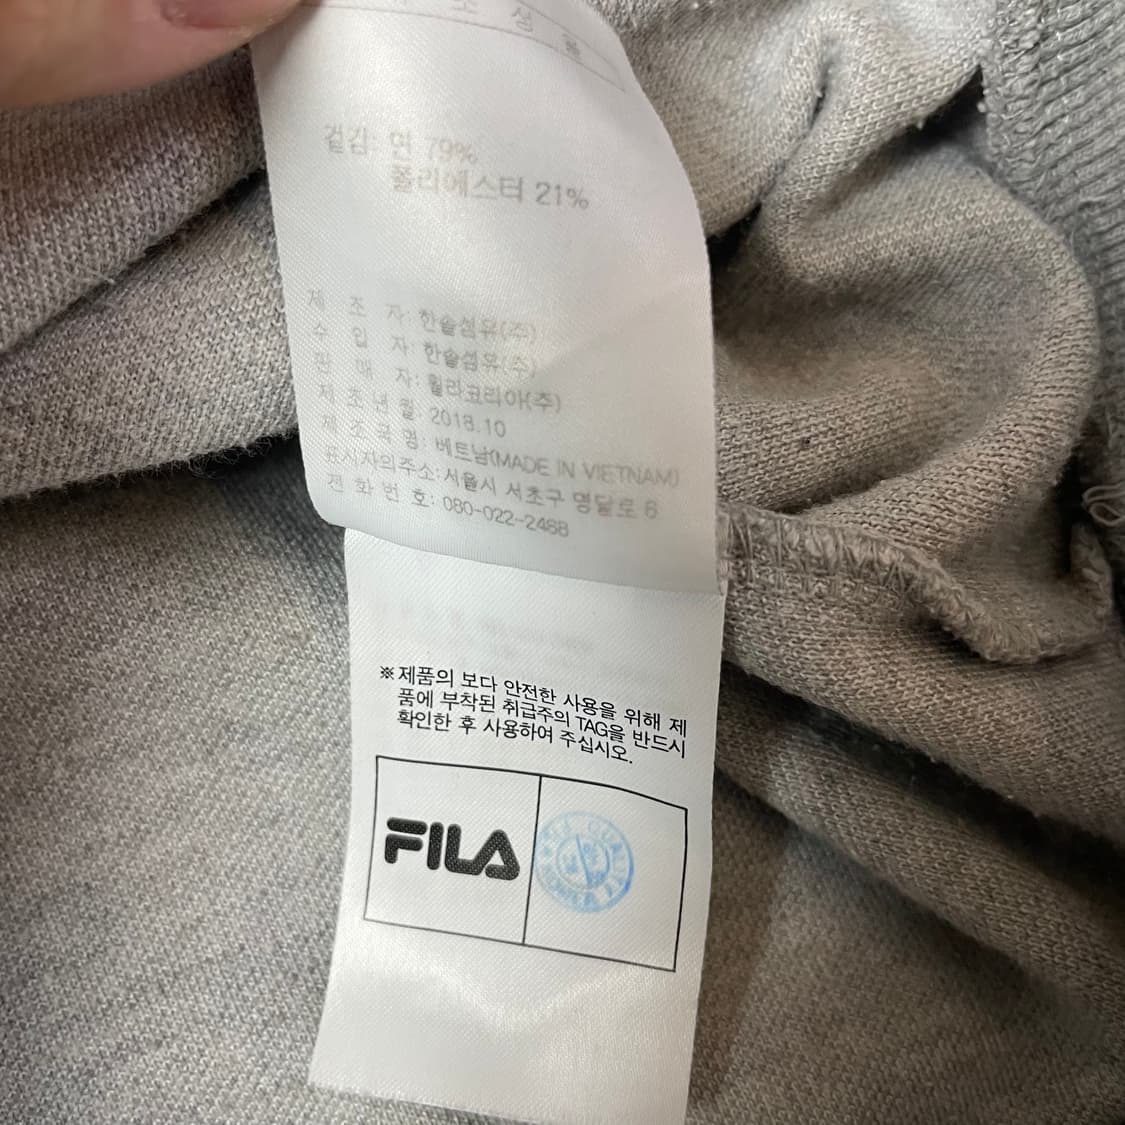 겉감: 면 79%
폴리에스터 21%
제 조 자: 한솔섬유(주)
수 입 자: 한솔섬유(주)
판 매 자: 휠라코리아(주)
제조년월: 2018.10
제조국명: 베트남(MADE IN VIETNAM)
표시자의주소:서울시 서초구 명달로 6
전 화 번 호: 080-022-2488
※제품의 보다 안전한 사용을 위해 제
품에 부착된 취급주의 TAG을 반드시
확인한 후 사용하여 주십시오.
FILA